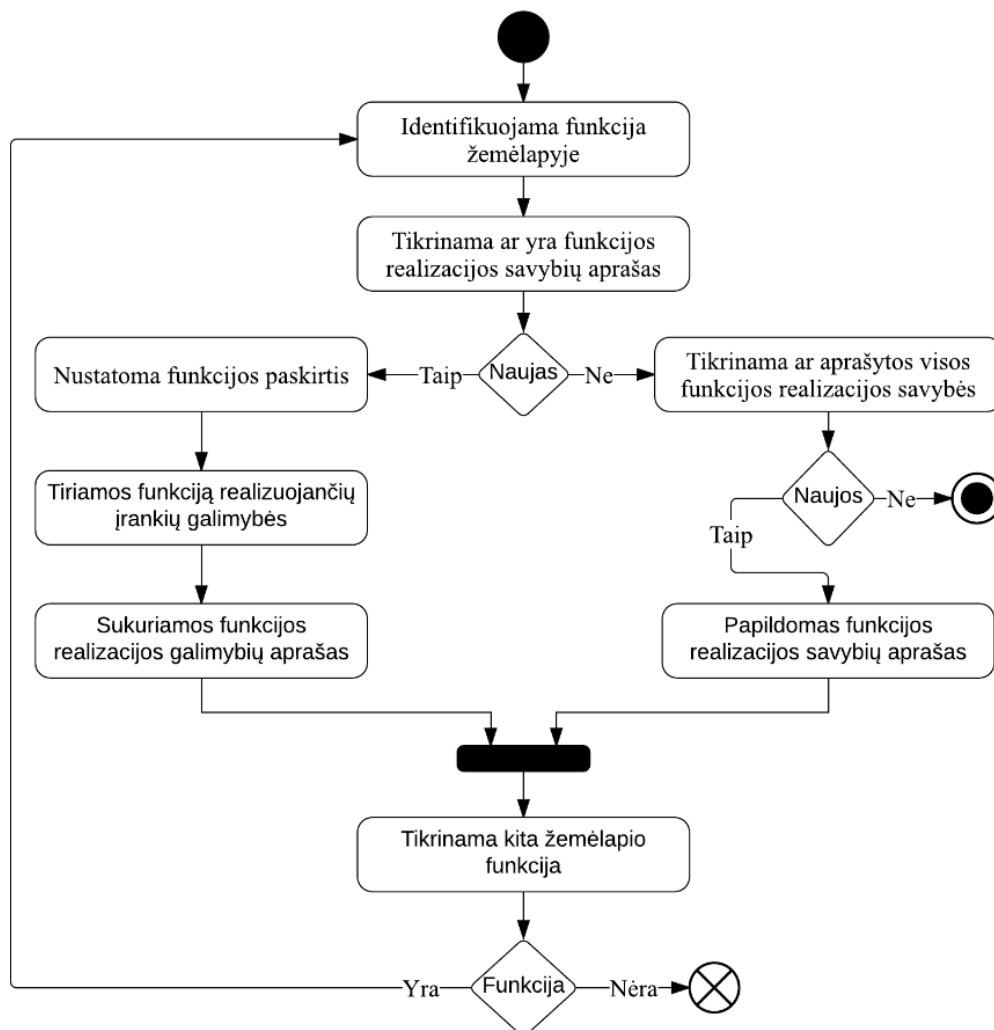 Identifikuojama funkcija
žemėlapyje
Tikrinama ar yra funkcijos
realizacijos savybių aprašas
Nustatoma funkcijos paskirtis
Taip
Naujas
Ne
Tikrinama ar aprašytos visos
funkcijos realizacijos savybės
Tiriamos funkciją realizuojančių
įrankių galimybės
Naujos
Ne
Taip
Sukuriamos funkcijos
realizacijos galimybių aprašas
Papildomas funkcijos
realizacijos savybių aprašas
Tikrinama kita žemėlapio
funkcija
Yra
Funkcija
Nėra